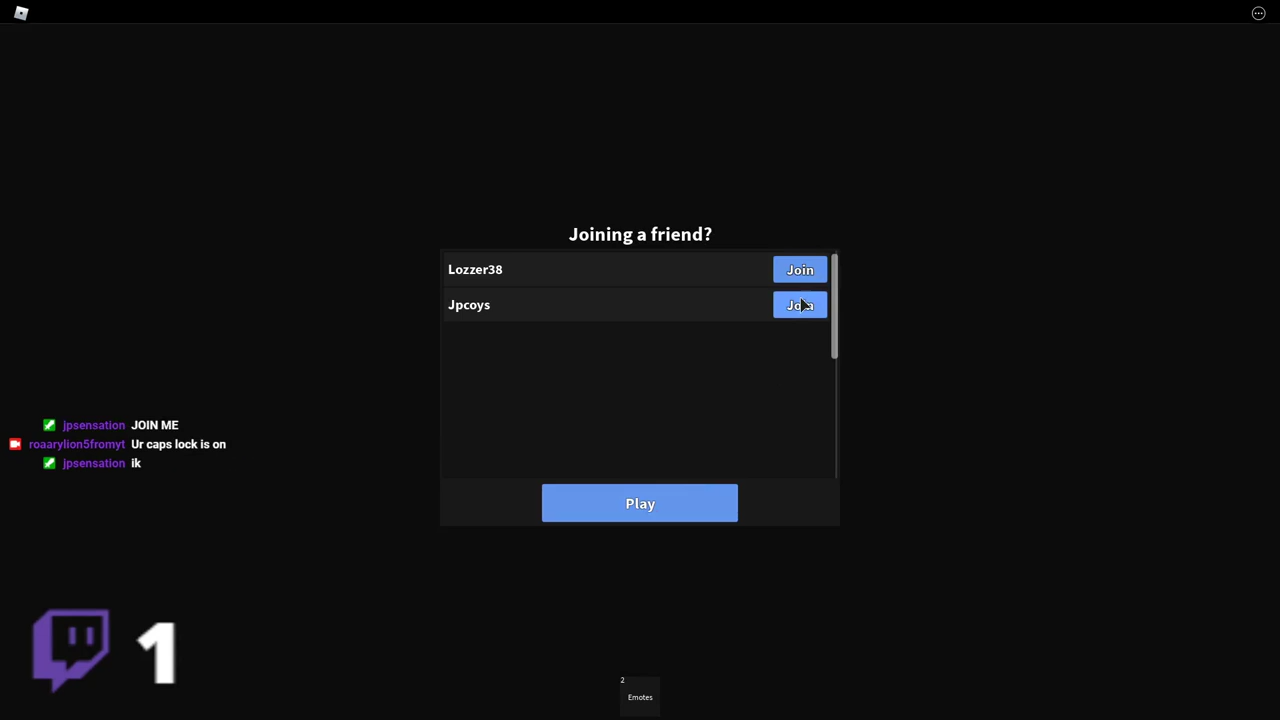 Joining a friend?
Lozzer38 Join
Jpcoys
Play
jpsensation JOIN ME
roaarylion5fromyt Ur caps lock is on
jpsensation ik
1
2
Emotes